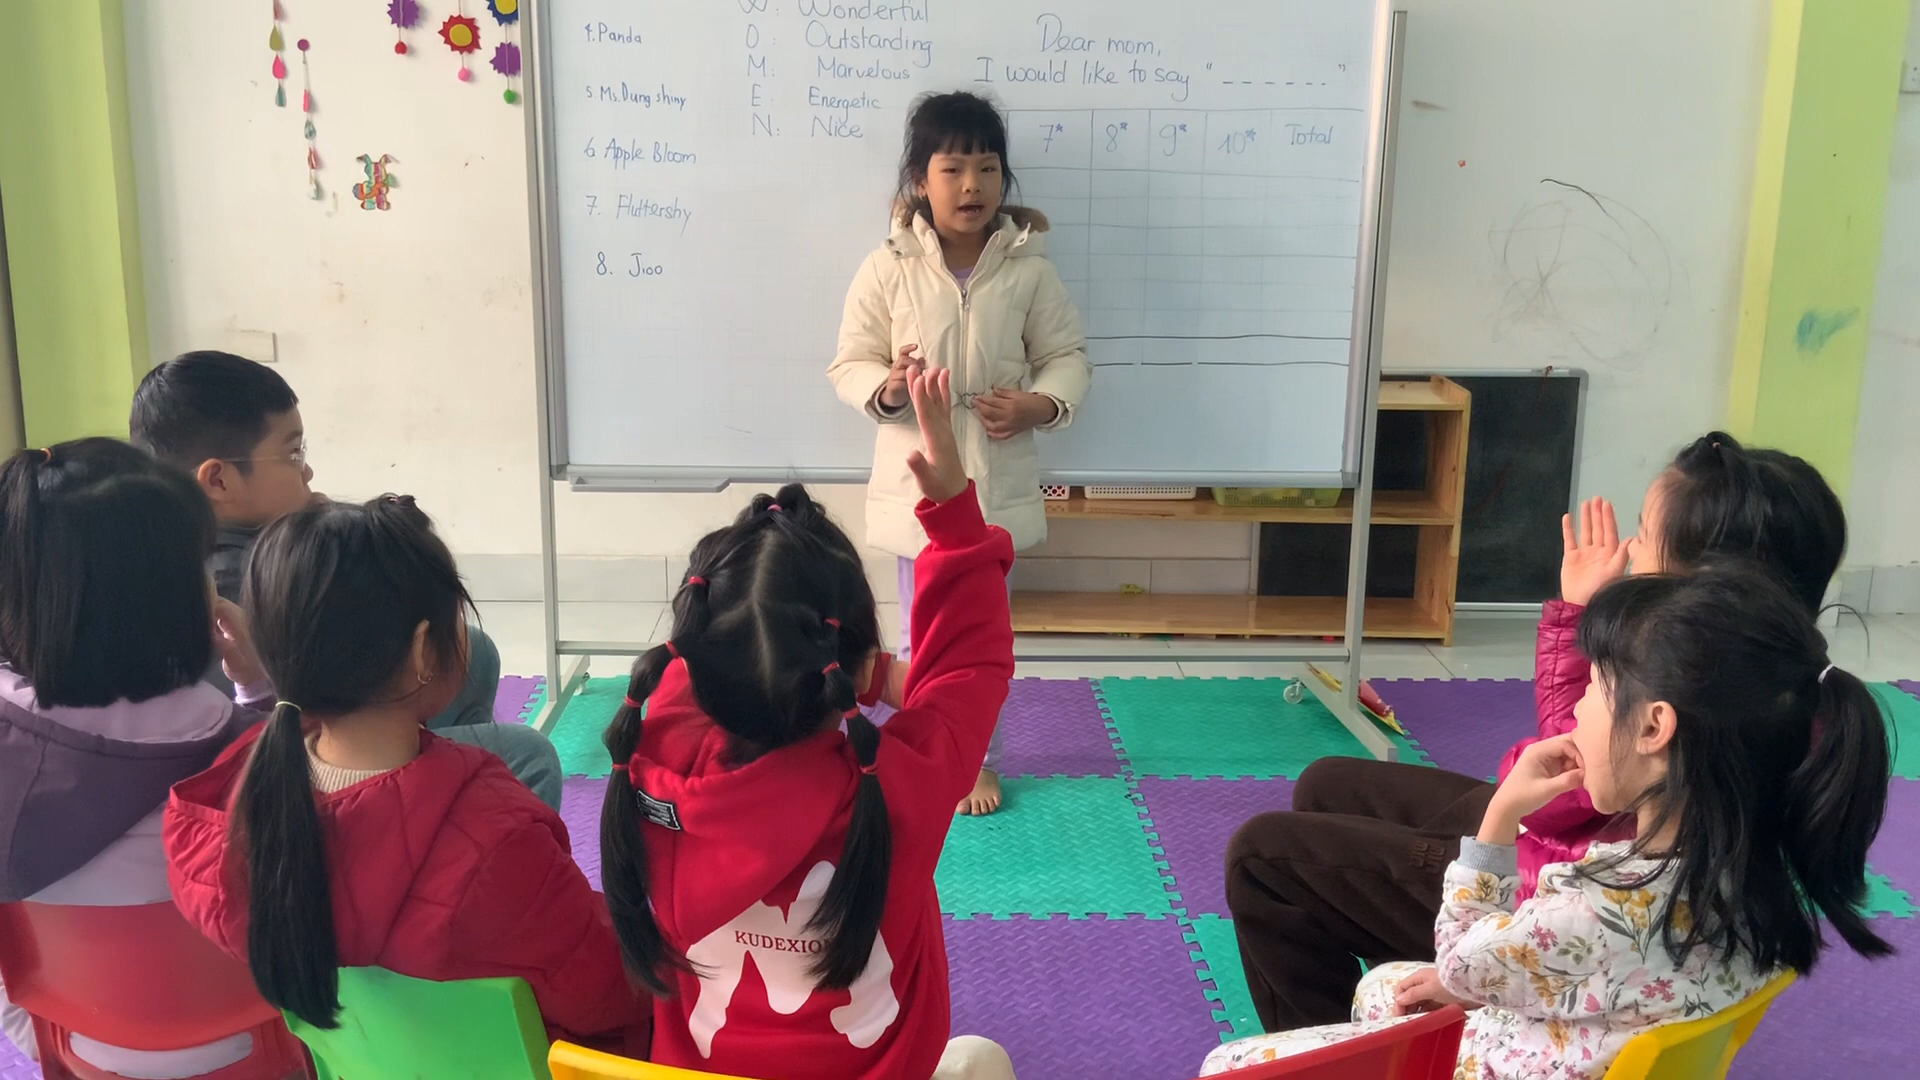 4. Panda
5. Ms. Dung shiny
6. Apple Bloom
7. Fluttershy
8. Jioo
W: Wonderful
O: Outstanding
M: Marvelous
E: Energetic
N: Nice
Dear mom,
I would like to say "_ _ _ _ _ _"
7* 8* 9* 10* Total
KUDEXIO